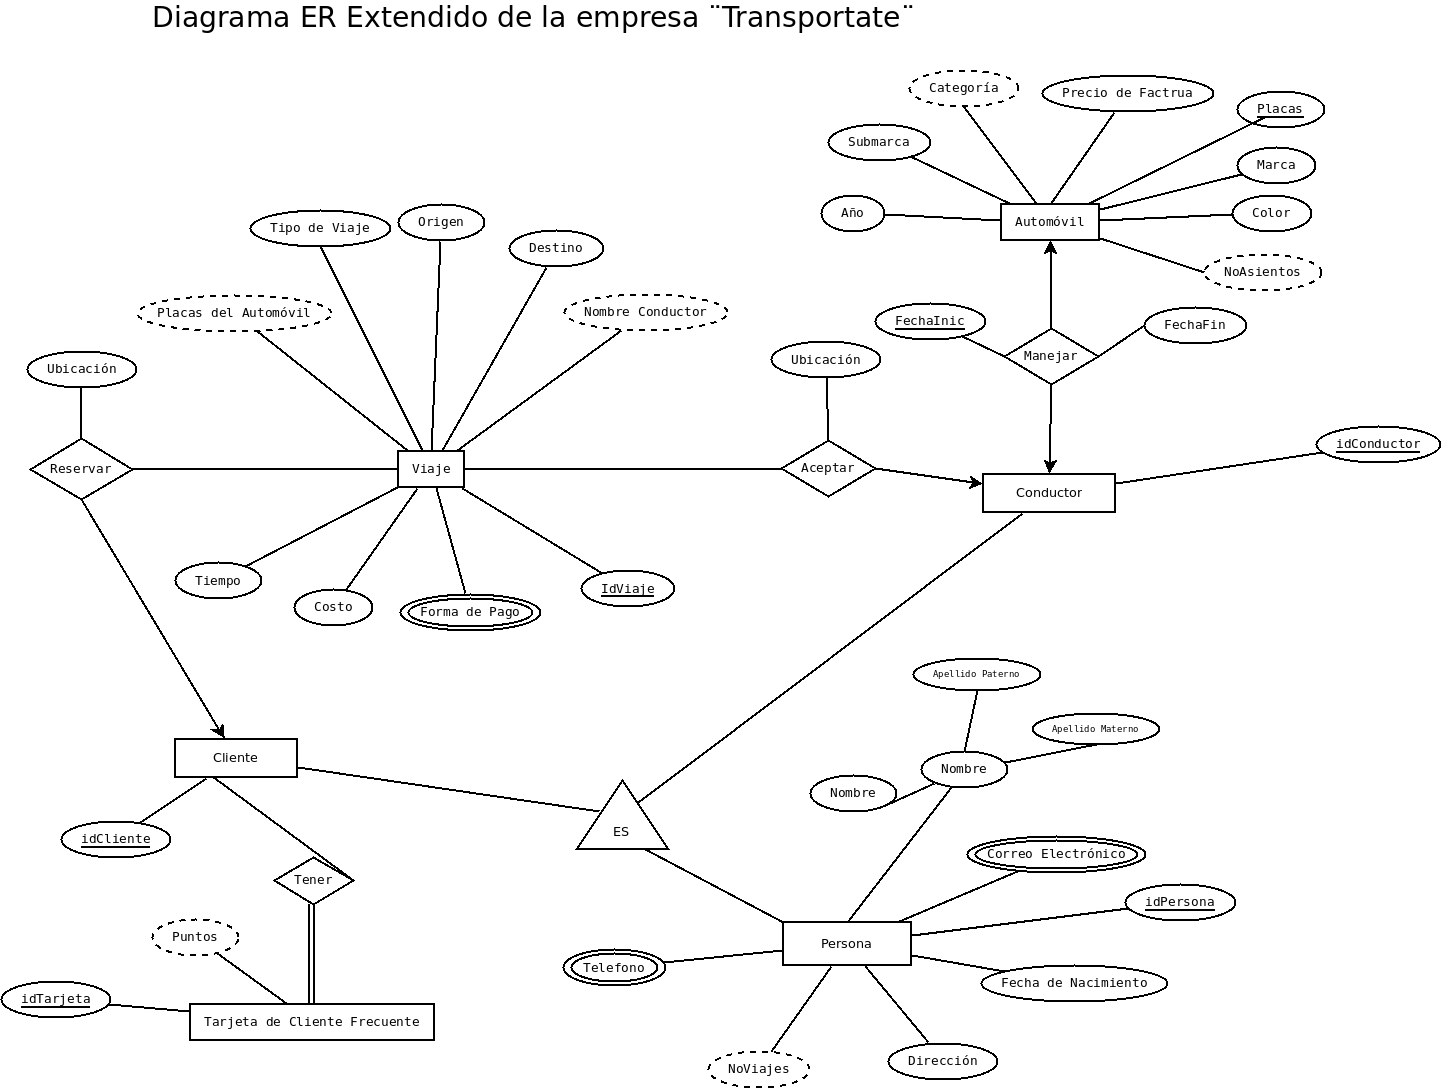 Diagrama ER Extendido de la empresa ¨Transportate¨
Categoría
Precio de Factrua
Placas
Submarca
Marca
Año
Automóvil
Color
Tipo de Viaje
Origen
Destino
NoAsientos
Placas del Automóvil
Nombre Conductor
FechaInic
FechaFin
Manejar
Ubicación
Ubicación
idConductor
Reservar
Viaje
Aceptar
Conductor
Tiempo
Costo
Forma de Pago
IdViaje
Apellido Paterno
Apellido Materno
Cliente
Nombre
Nombre
ES
idCliente
Correo Electrónico
Tener
idPersona
Puntos
Persona
Telefono
Fecha de Nacimiento
idTarjeta
Tarjeta de Cliente Frecuente
NoViajes
Dirección